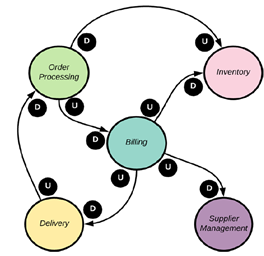 D
U
Order
Processing
Inventory
D
U
D
U
D
Billing
U
U
U
D
Delivery
D
Supplier
Management